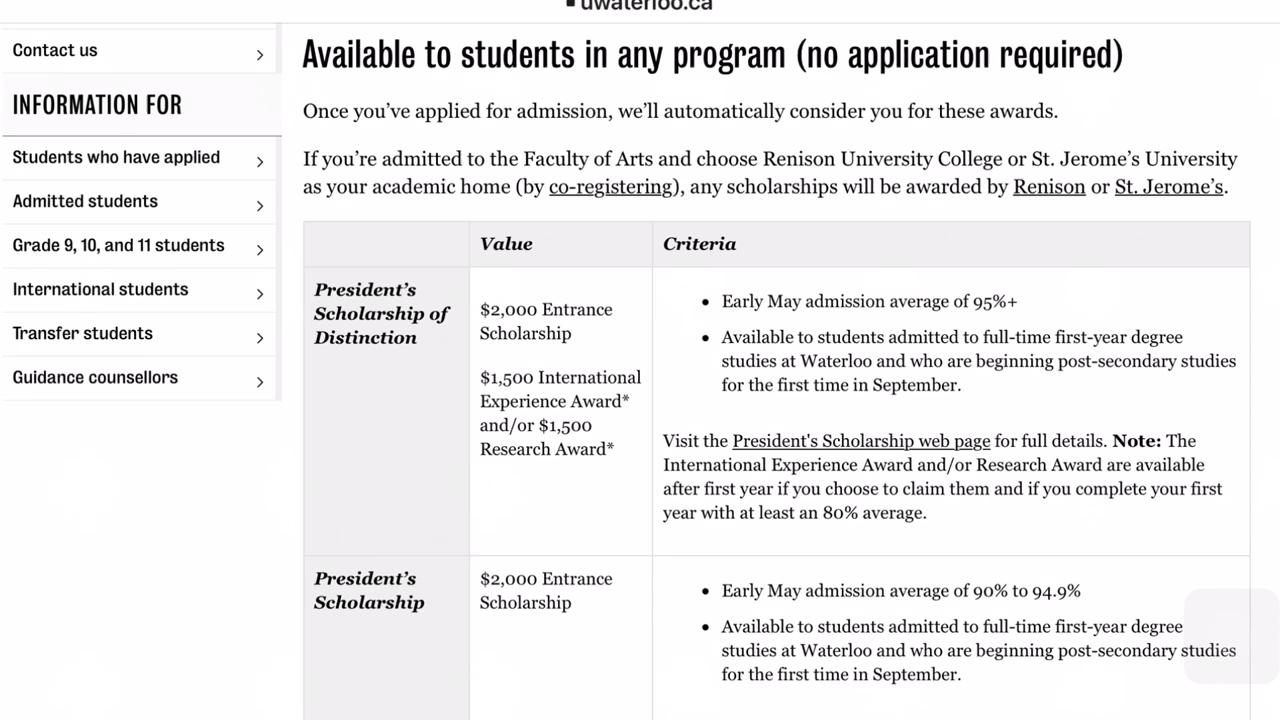 uwaterloo.ca
Contact us
INFORMATION FOR
Students who have applied
Admitted students
Grade 9, 10, and 11 students
International students
Transfer students
Guidance counsellors
Available to students in any program (no application required)
Once you’ve applied for admission, we’ll automatically consider you for these awards.
If you’re admitted to the Faculty of Arts and choose Renison University College or St. Jerome’s University
as your academic home (by co-registering), any scholarships will be awarded by Renison or St. Jerome’s.
Value
Criteria
President’s
Scholarship of
Distinction
$2,000 Entrance
Scholarship
$1,500 International
Experience Award*
and/or $1,500
Research Award*
• Early May admission average of 95%+
• Available to students admitted to full-time first-year degree
studies at Waterloo and who are beginning post-secondary studies
for the first time in September.
Visit the President's Scholarship web page for full details. Note: The
International Experience Award and/or Research Award are available
after first year if you choose to claim them and if you complete your first
year with at least an 80% average.
President’s
Scholarship
$2,000 Entrance
Scholarship
• Early May admission average of 90% to 94.9%
• Available to students admitted to full-time first-year degree
studies at Waterloo and who are beginning post-secondary studies
for the first time in September.